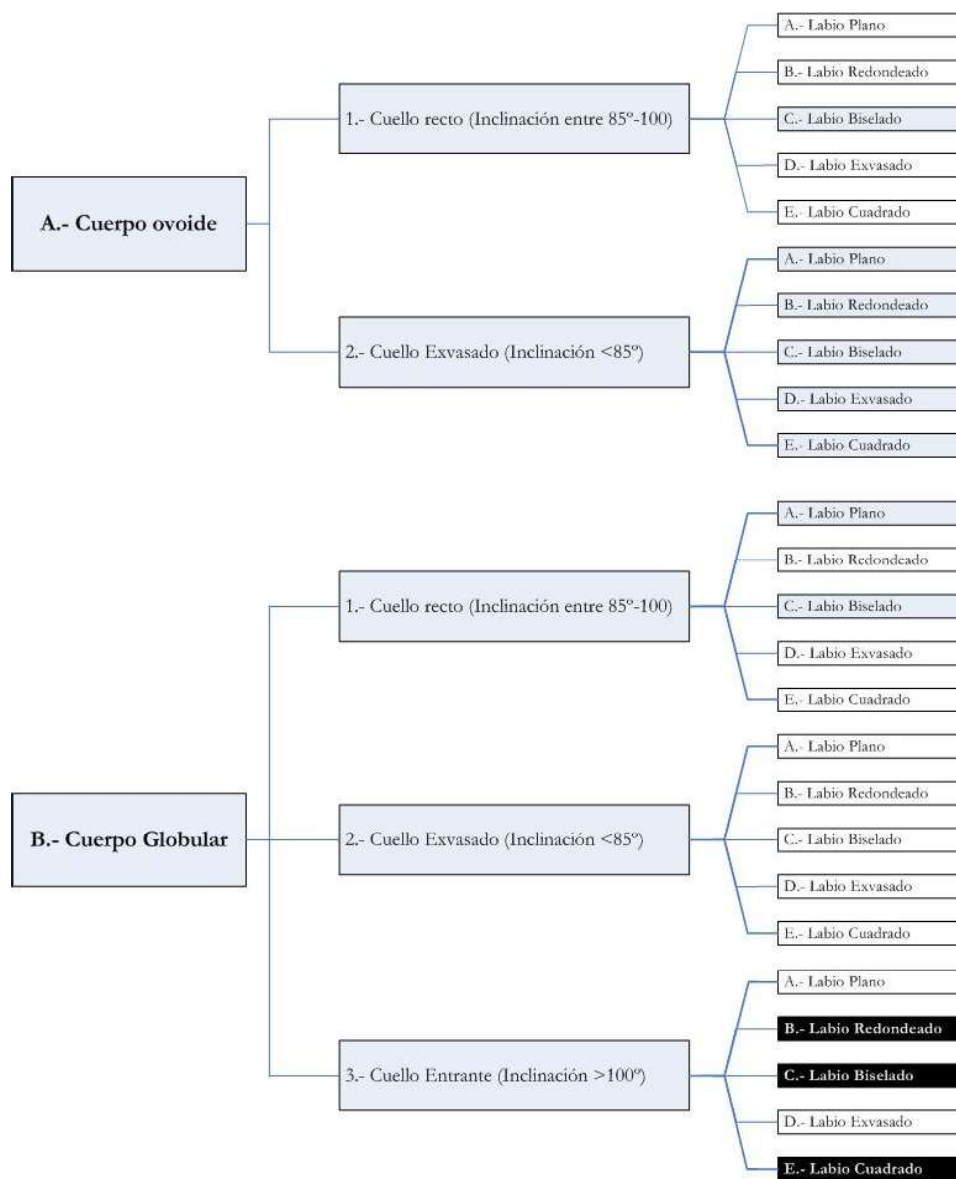 A.- Cuerpo ovoide
1.- Cuello recto (Inclinación entre 85º-100)
A.- Labio Plano
B.- Labio Redondeado
C.- Labio Biselado
D.- Labio Exvasado
E.- Labio Cuadrado
2.- Cuello Exvasado (Inclinación <85º)
A.- Labio Plano
B.- Labio Redondeado
C.- Labio Biselado
D.- Labio Exvasado
E.- Labio Cuadrado
B.- Cuerpo Globular
1.- Cuello recto (Inclinación entre 85º-100)
A.- Labio Plano
B.- Labio Redondeado
C.- Labio Biselado
D.- Labio Exvasado
E.- Labio Cuadrado
2.- Cuello Exvasado (Inclinación <85º)
A.- Labio Plano
B.- Labio Redondeado
C.- Labio Biselado
D.- Labio Exvasado
E.- Labio Cuadrado
3.- Cuello Entrante (Inclinación >100º)
A.- Labio Plano
B.- Labio Redondeado
C.- Labio Biselado
D.- Labio Exvasado
E.- Labio Cuadrado